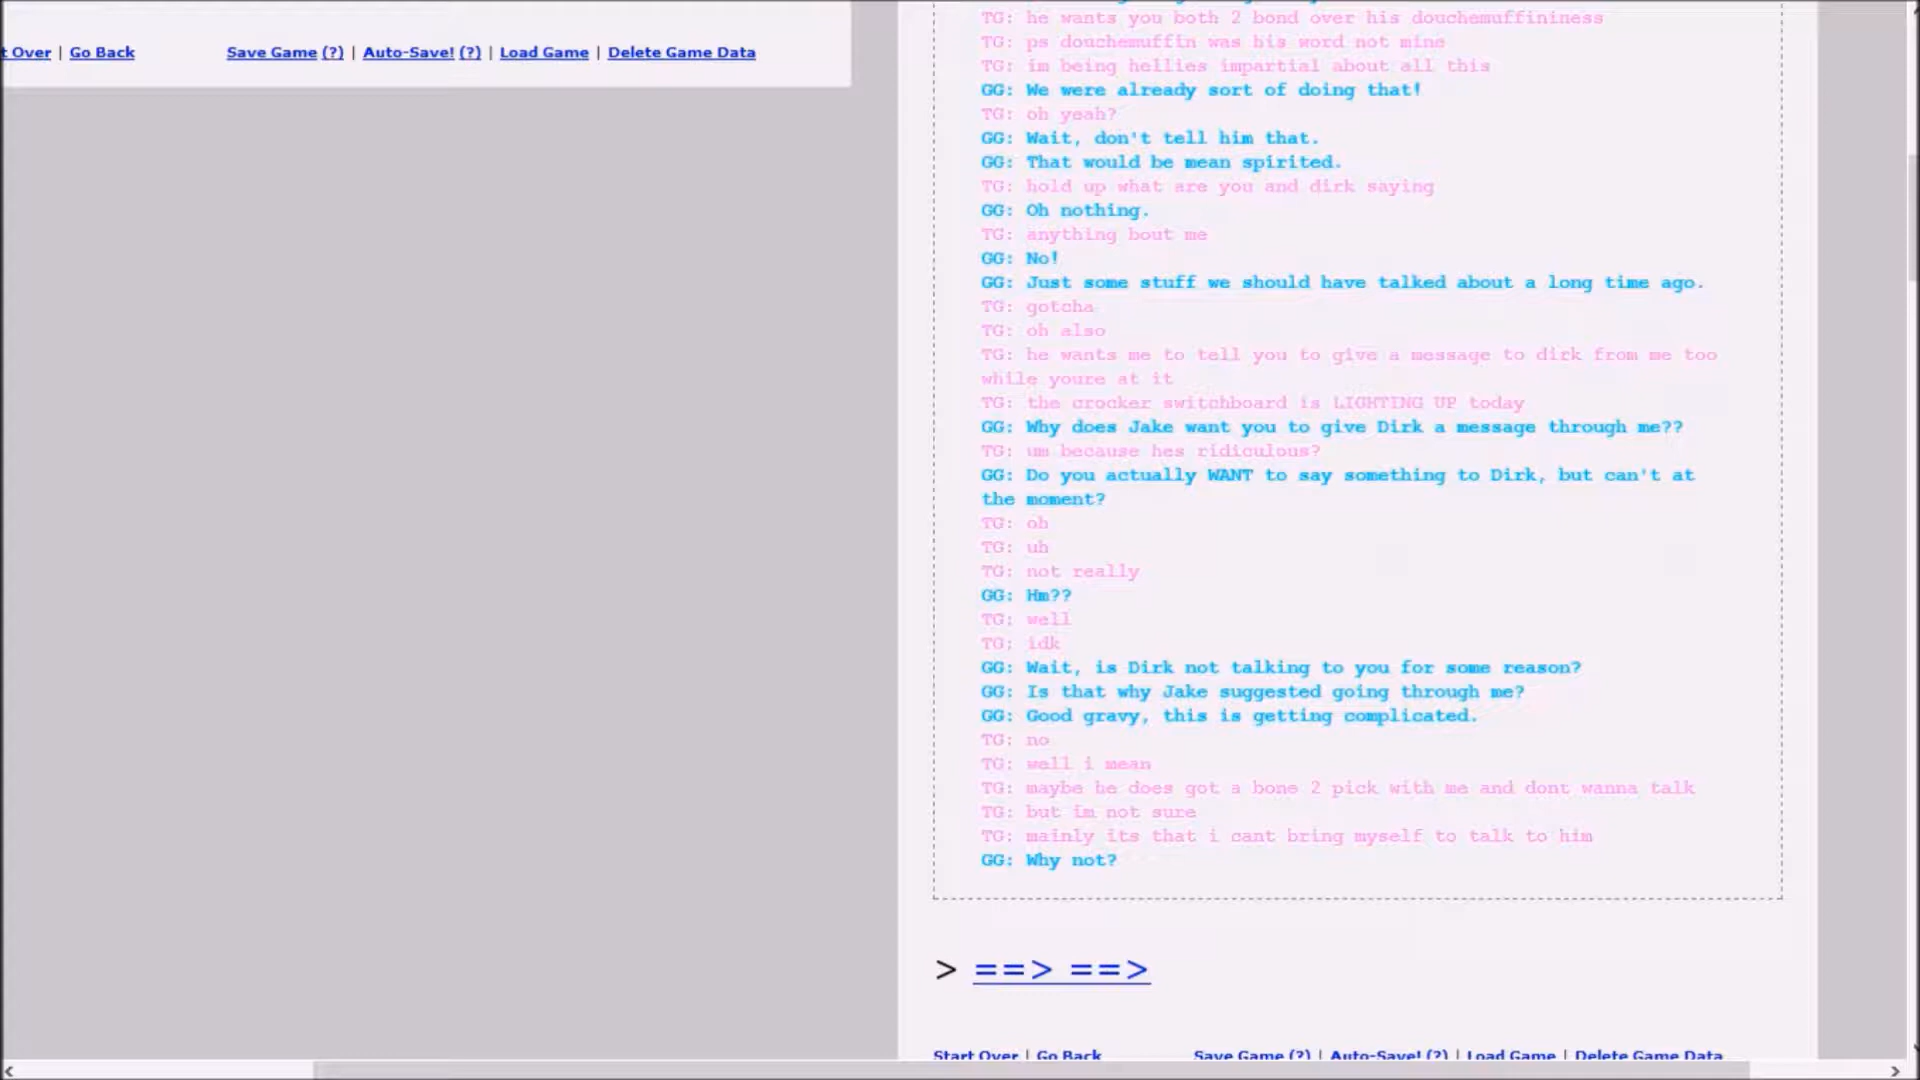 t Over | Go Back Save Game (?) | Auto-Save! (?) | Load Game | Delete Game Data
TG: he wants you both 2 bond over his douchemuffininess
TG: ps douchemuffin was his word not mine
TG: im being hellies impartial about all this
GG: We were already sort of doing that!
TG: oh yeah?
GG: Wait, don't tell him that.
GG: That would be mean spirited.
TG: hold up what are you and dirk saying
GG: Oh nothing.
TG: anything bout me
GG: No!
GG: Just some stuff we should have talked about a long time ago.
TG: gotcha
TG: oh also
TG: he wants me to tell you to give a message to dirk from me too
while youre at it
TG: the crocker switchboard is LIGHTING UP today
GG: Why does Jake want you to give Dirk a message through me??
TG: um because hes ridiculous?
GG: Do you actually WANT to say something to Dirk, but can't at
the moment?
TG: oh
TG: uh
TG: not really
GG: Hm??
TG: well
TG: idk
GG: Wait, is Dirk not talking to you for some reason?
GG: Is that why Jake suggested going through me?
GG: Good gravy, this is getting complicated.
TG: no
TG: well i mean
TG: maybe he does got a bone 2 pick with me and dont wanna talk
TG: but im not sure
TG: mainly its that i cant bring myself to talk to him
GG: Why not?
> ==> ==>
Start Over | Go Back Save Game (?) | Auto-Save! (?) | Load Game | Delete Game Data